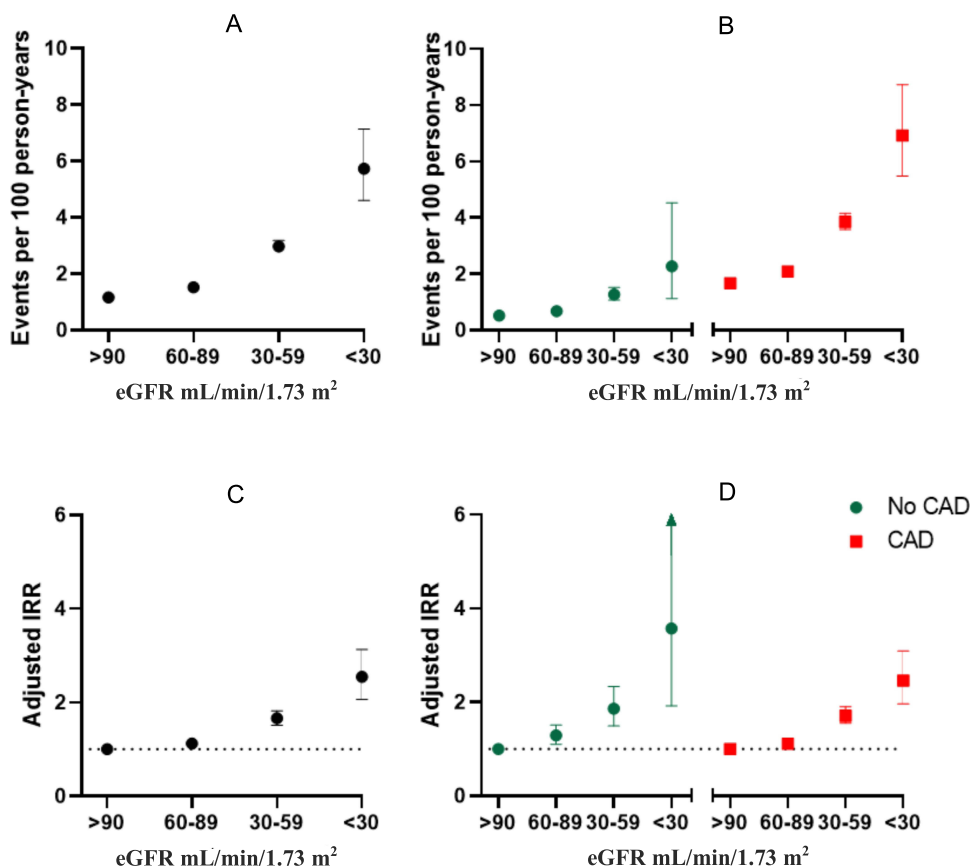 A
Events per 100 person-years
10
8
6
4
2
0
>90 60-89 30-59 <30
eGFR mL/min/1.73 m²
B
Events per 100 person-years
10
8
6
4
2
0
>90 60-89 30-59 <30 >90 60-89 30-59 <30
eGFR mL/min/1.73 m²
C
Adjusted IRR
6
4
2
0
>90 60-89 30-59 <30
eGFR mL/min/1.73 m²
D
Adjusted IRR
6
4
2
0
>90 60-89 30-59 <30 >90 60-89 30-59 <30
eGFR mL/min/1.73 m²
No CAD
CAD